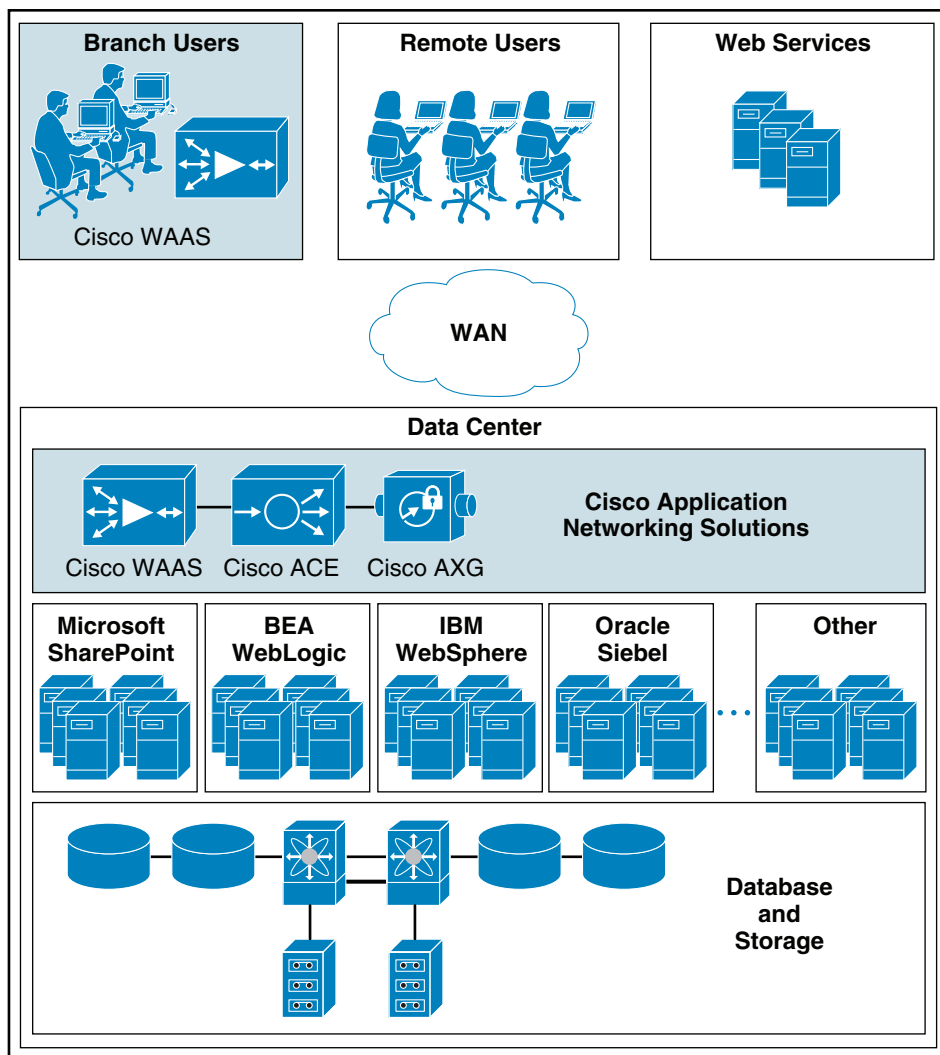 Branch Users
Remote Users
Web Services
Cisco WAAS
WAN
Data Center
Cisco Application
Networking Solutions
Cisco WAAS
Cisco ACE
Cisco AXG
Microsoft
SharePoint
BEA
WebLogic
IBM
WebSphere
Oracle
Siebel
Other
Database
and
Storage